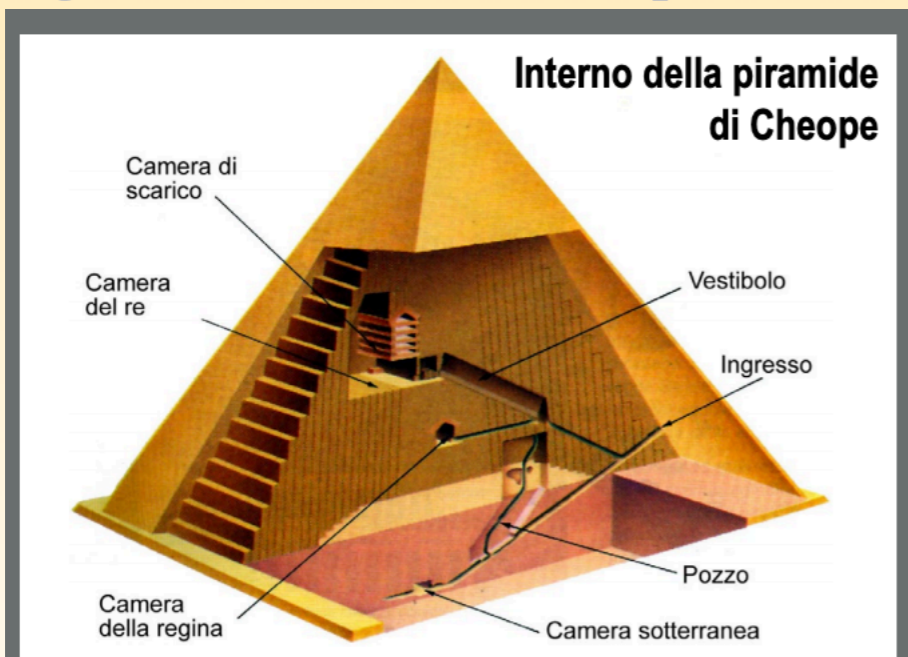 Interno della piramide
di Cheope
Camera di
scarico
Camera
del re
Vestibolo
Ingresso
Pozzo
Camera
della regina
Camera sotterranea